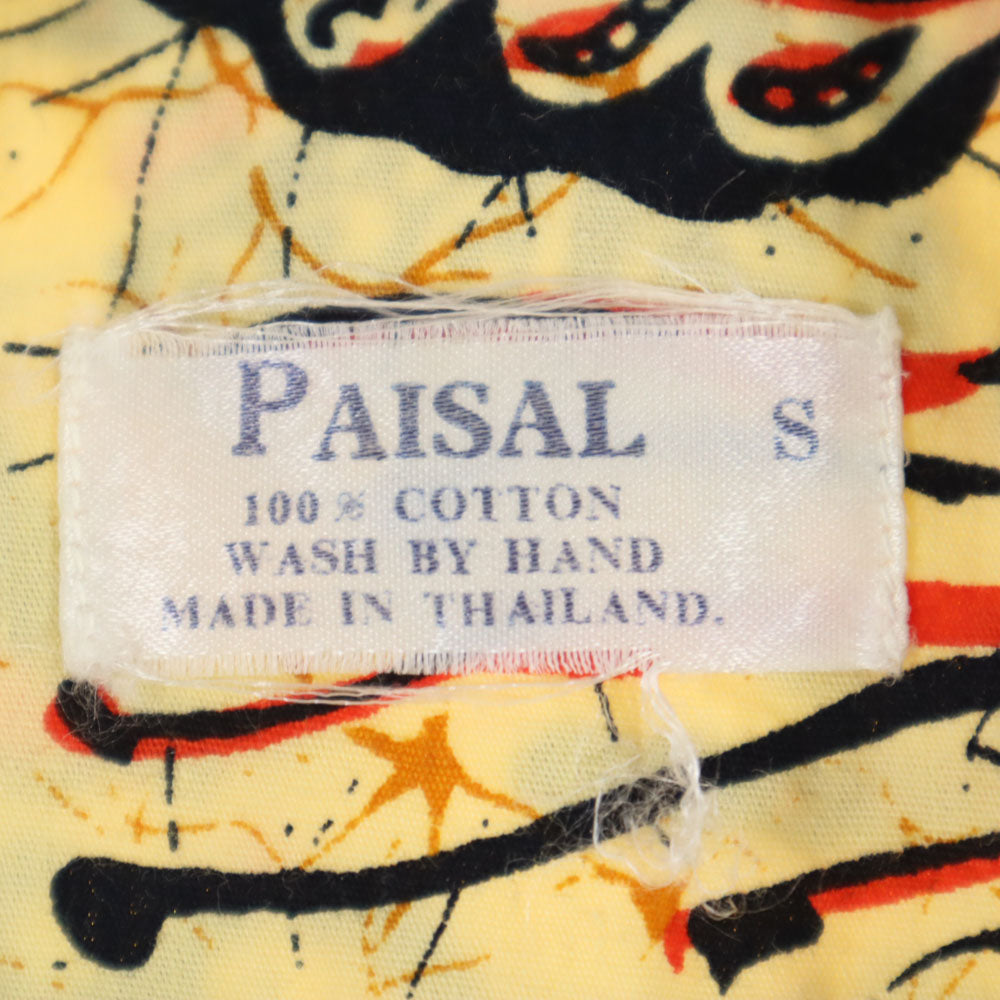 PAISAL S
100% COTTON
WASH BY HAND
MADE IN THAILAND.